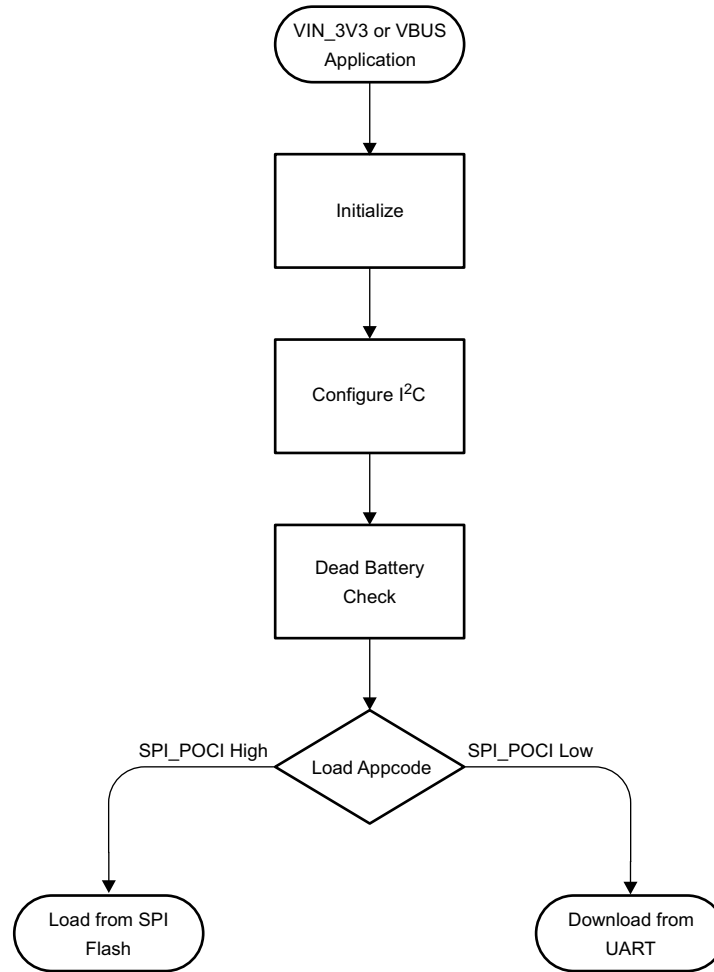 VIN_3V3 or VBUS
Application
Initialize
Configure I²C
Dead Battery
Check
SPI_POCI High
Load Appcode
SPI_POCI Low
Load from SPI
Flash
Download from
UART